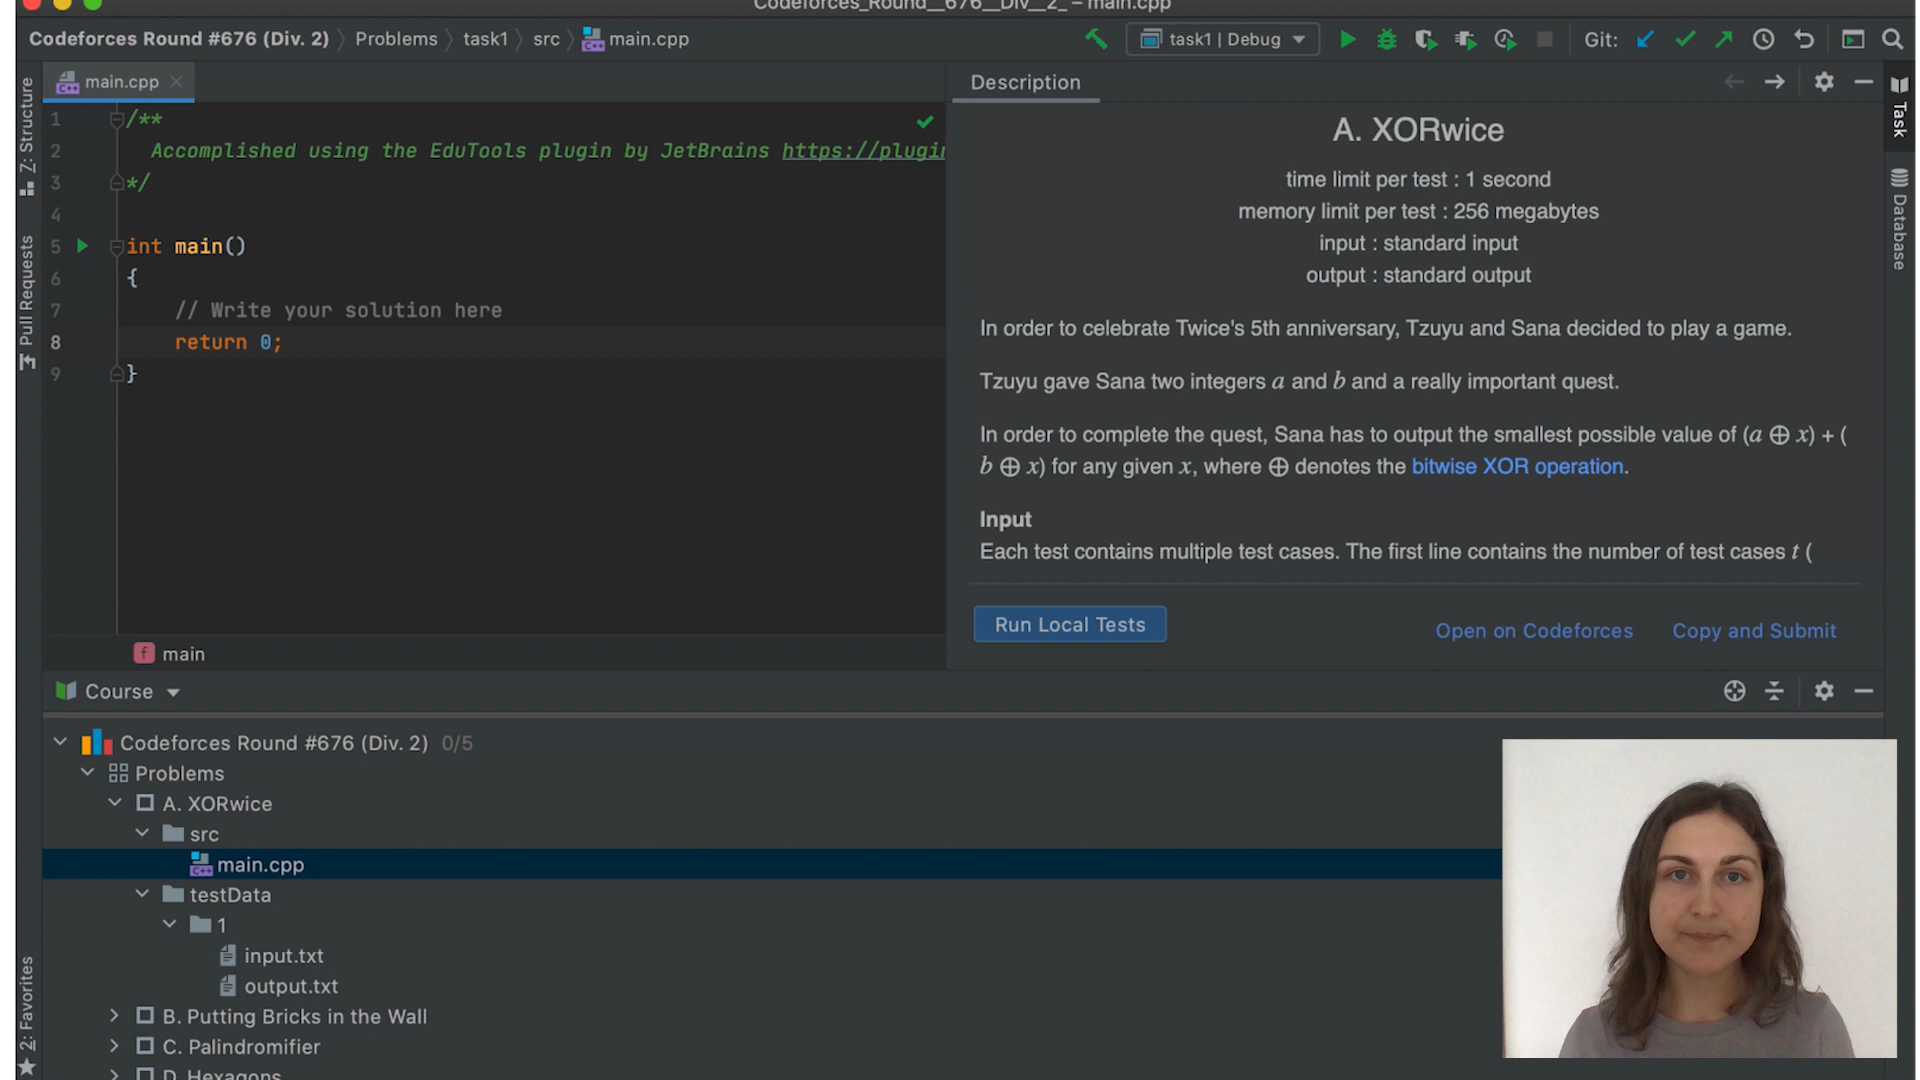 Codeforces_Round__676__Div__2_ – main.cpp
Codeforces Round #676 (Div. 2) Problems task1 src main.cpp
task1 | Debug
Git:
main.cpp
Z: Structure
Pull Requests
2: Favorites
1 /**
2 Accomplished using the EduTools plugin by JetBrains https://plugin
3 */
4
5 int main()
6 {
7 // Write your solution here
8 return 0;
9 }
f main
Description
A. XORwice
time limit per test : 1 second
memory limit per test : 256 megabytes
input : standard input
output : standard output
In order to celebrate Twice's 5th anniversary, Tzuyu and Sana decided to play a game.
Tzuyu gave Sana two integers a and b and a really important quest.
In order to complete the quest, Sana has to output the smallest possible value of (a ⊕ x) + (
b ⊕ x) for any given x, where ⊕ denotes the bitwise XOR operation.
Input
Each test contains multiple test cases. The first line contains the number of test cases t (
Run Local Tests
Open on Codeforces
Copy and Submit
Task
Database
Course
Codeforces Round #676 (Div. 2) 0/5
Problems
A. XORwice
src
main.cpp
testData
1
input.txt
output.txt
B. Putting Bricks in the Wall
C. Palindromifier
D. Hexagons